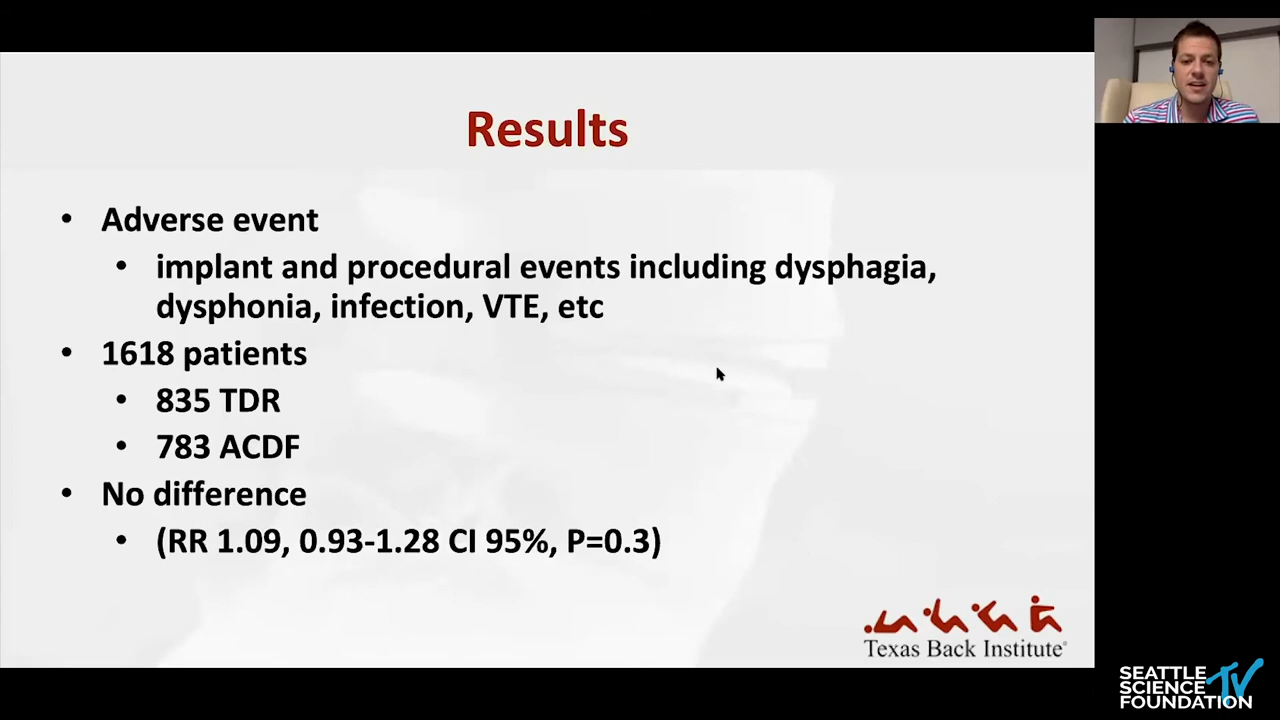 Results
• Adverse event
• implant and procedural events including dysphagia,
dysphonia, infection, VTE, etc
• 1618 patients
• 835 TDR
• 783 ACDF
• No difference
• (RR 1.09, 0.93-1.28 CI 95%, P=0.3)
Texas Back Institute®
SEATTLE
SCIENCE TV
FOUNDATION